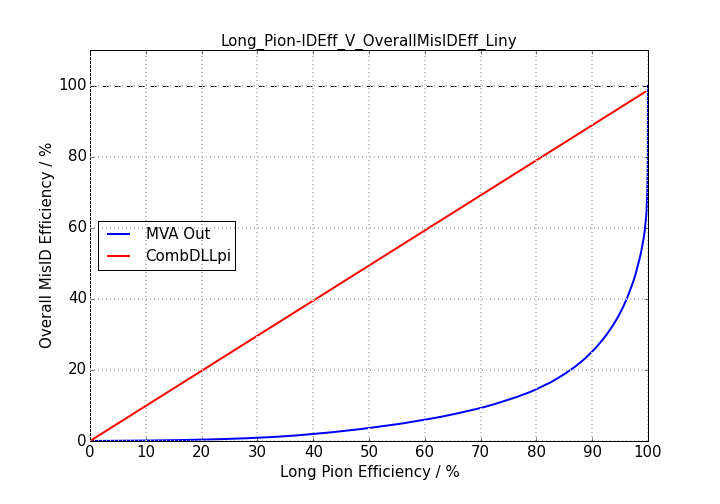 Long_Pion-IDEff_V_OverallMisIDEff_Liny
Overall MisID Efficiency / %
100
80
60
40
20
0
MVA Out
CombDLLpi
0 10 20 30 40 50 60 70 80 90 100
Long Pion Efficiency / %